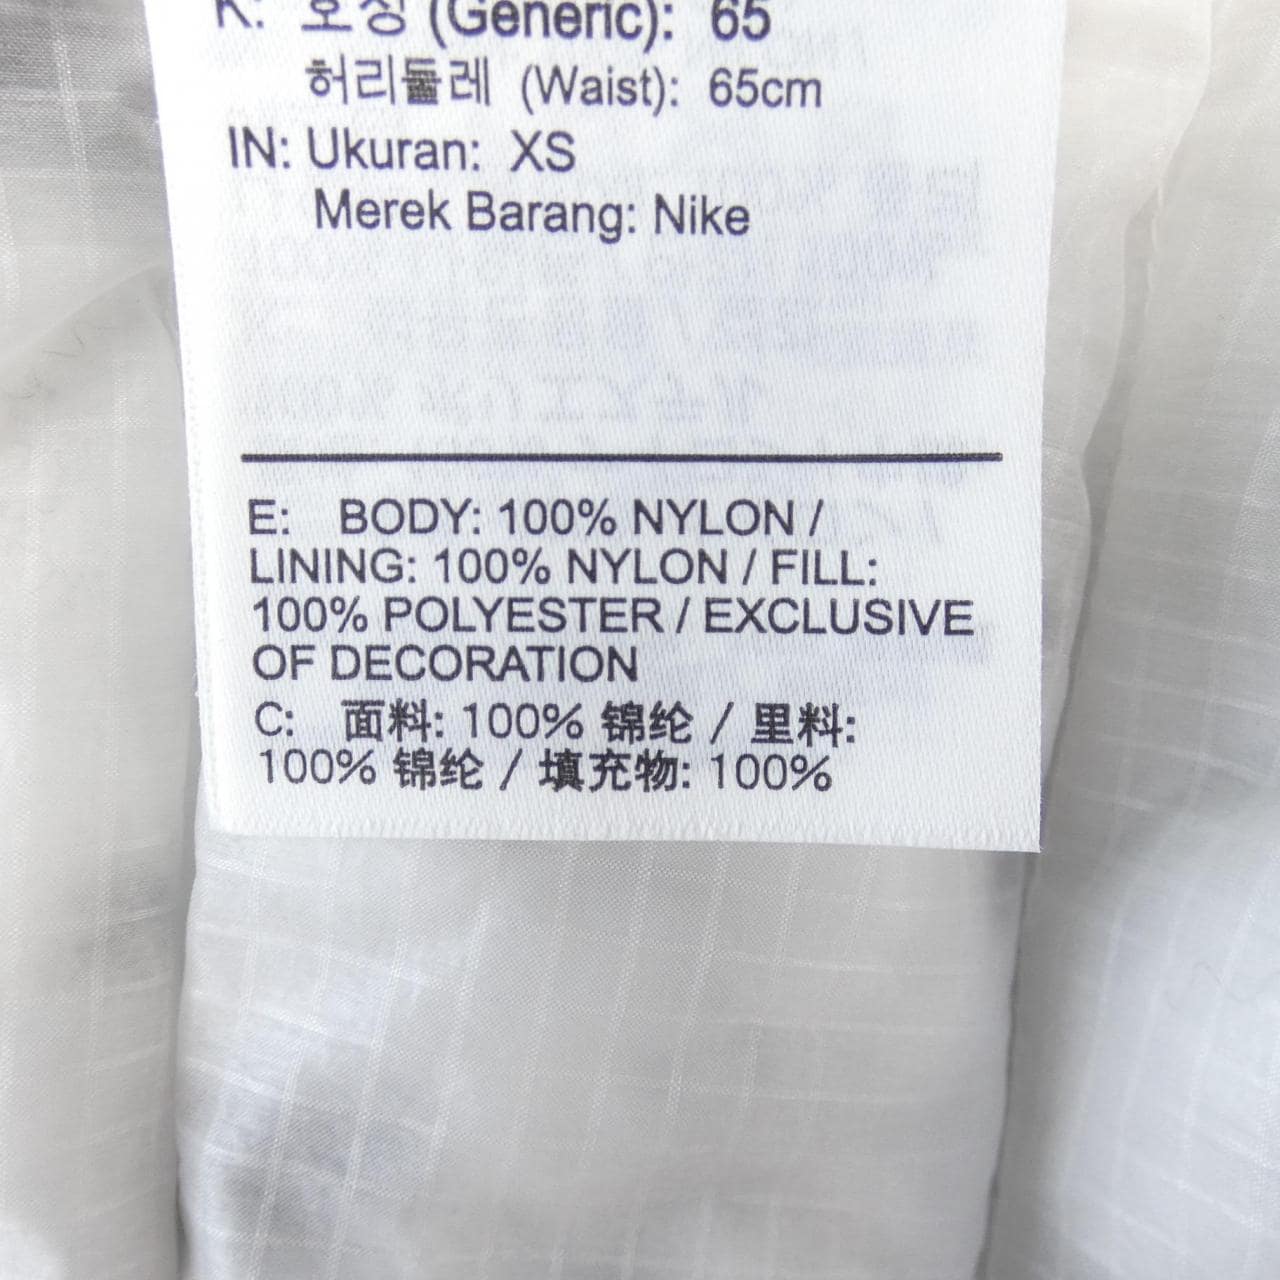 K: 호칭 (Generic): 65
허리둘레 (Waist): 65cm
IN: Ukuran: XS
Merek Barang: Nike
E: BODY: 100% NYLON /
LINING: 100% NYLON / FILL:
100% POLYESTER / EXCLUSIVE
OF DECORATION
C: 面料: 100% 锦纶 / 里料:
100% 锦纶 / 填充物: 100%